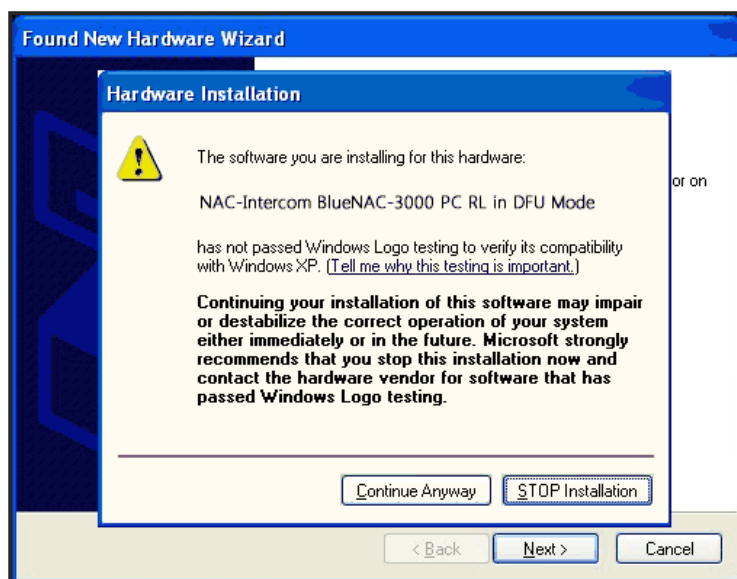 Found New Hardware Wizard
Hardware Installation
The software you are installing for this hardware:
or on
NAC-Intercom BlueNAC-3000 PC RL in DFU Mode
has not passed Windows Logo testing to verify its compatibility
with Windows XP. (Tell me why this testing is important.)
Continuing your installation of this software may impair
or destabilize the correct operation of your system
either immediately or in the future. Microsoft strongly
recommends that you stop this installation now and
contact the hardware vendor for software that has
passed Windows Logo testing.
Continue Anyway
STOP Installation
< Back
Next >
Cancel